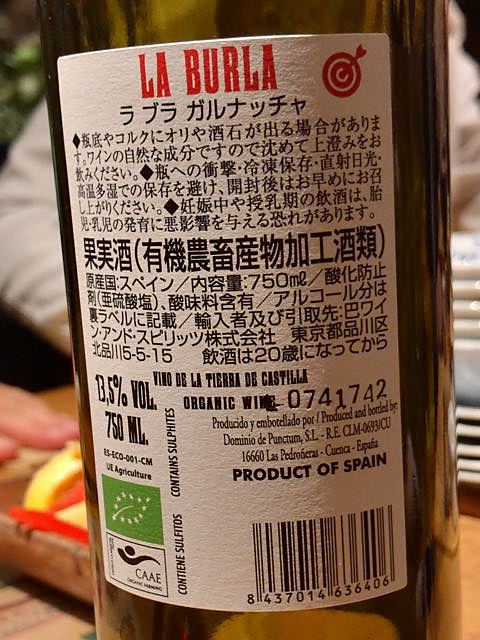 LA BURLA
ラ ブラ ガルナッチャ
◆瓶底やコルクにオリや酒石が出る場合がありま
す。ワインの自然な成分ですので沈めて上澄みをお
飲みください。◆瓶への衝撃・冷凍保存・直射日光・
高温多湿での保存を避け、開封後はお早めにお召
し上がりください。◆妊娠中や授乳期の飲酒は、胎
児・乳児の発育に悪影響を与える恐れがあります。
果実酒(有機農畜産物加工酒類)
原産国:スペイン/内容量:750mℓ/酸化防止
剤(亜硫酸塩)、酸味料含有/アルコール分は
裏ラベルに記載/輸入者及び引取先:巴ワイ
ン・アンド・スピリッツ株式会社 東京都品川区
北品川5-5-15 飲酒は20歳になってから
13,5% VOL.
750 ML.
ES-ECO-001-CM
UE Agriculture
CONTAINS SULPHITES
CONTIENE SULFITOS
VINO DE LA TIERRA DE CASTILLA
ORGANIC WINE
0741742
Producido y embotellado por / Produced and bottled by:
Dominio de Punctum, S.L. - R.E. CLM-0693/CU
16660 Las Pedroñeras - Cuenca - España
PRODUCT OF SPAIN
CAAE
ORGANIC FARMING
8 437014 636406